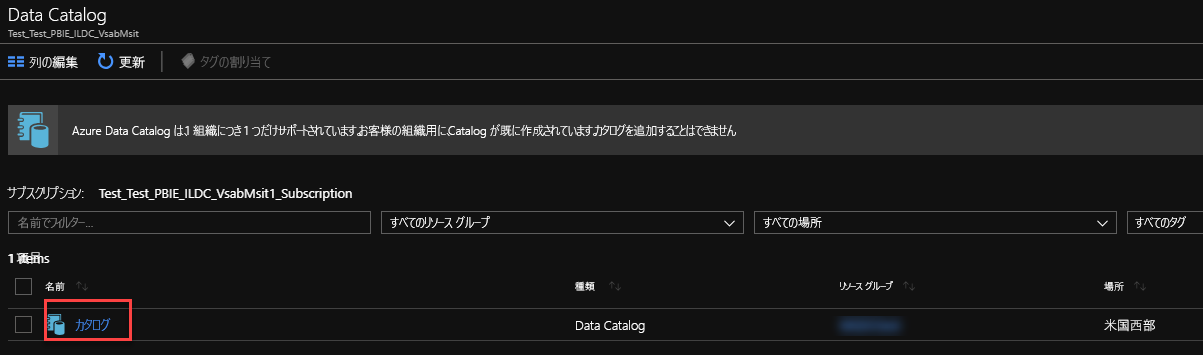 Data Catalog
Test_Test_PBIE_ILDC_VsabMsit
列の編集 更新 タグの割り当て
Azure Data Catalog は、1 組織につき 1 つだけサポートされています。お客様の組織用に、Catalog が既に作成されています。カタログを追加することはできません
サブスクリプション: Test_Test_PBIE_ILDC_VsabMsit1_Subscription
名前でフィルター... すべてのリソース グループ すべての場所 すべてのタグ
1 items
名前 種類 リソース グループ 場所
カタログ Data Catalog 米国西部